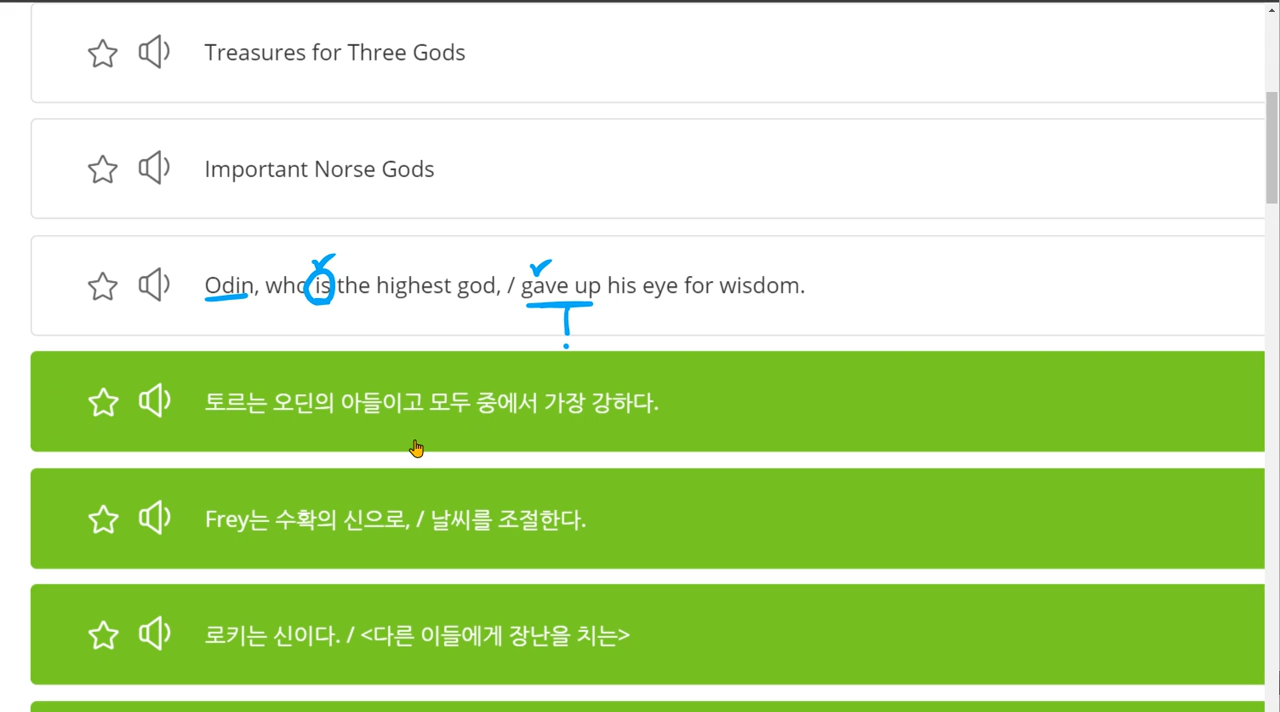 Treasures for Three Gods
Important Norse Gods
Odin, who is the highest god, / gave up his eye for wisdom.
토르는 오딘의 아들이고 모두 중에서 가장 강하다.
Frey는 수확의 신으로, / 날씨를 조절한다.
로키는 신이다. / <다른 이들에게 장난을 치는>